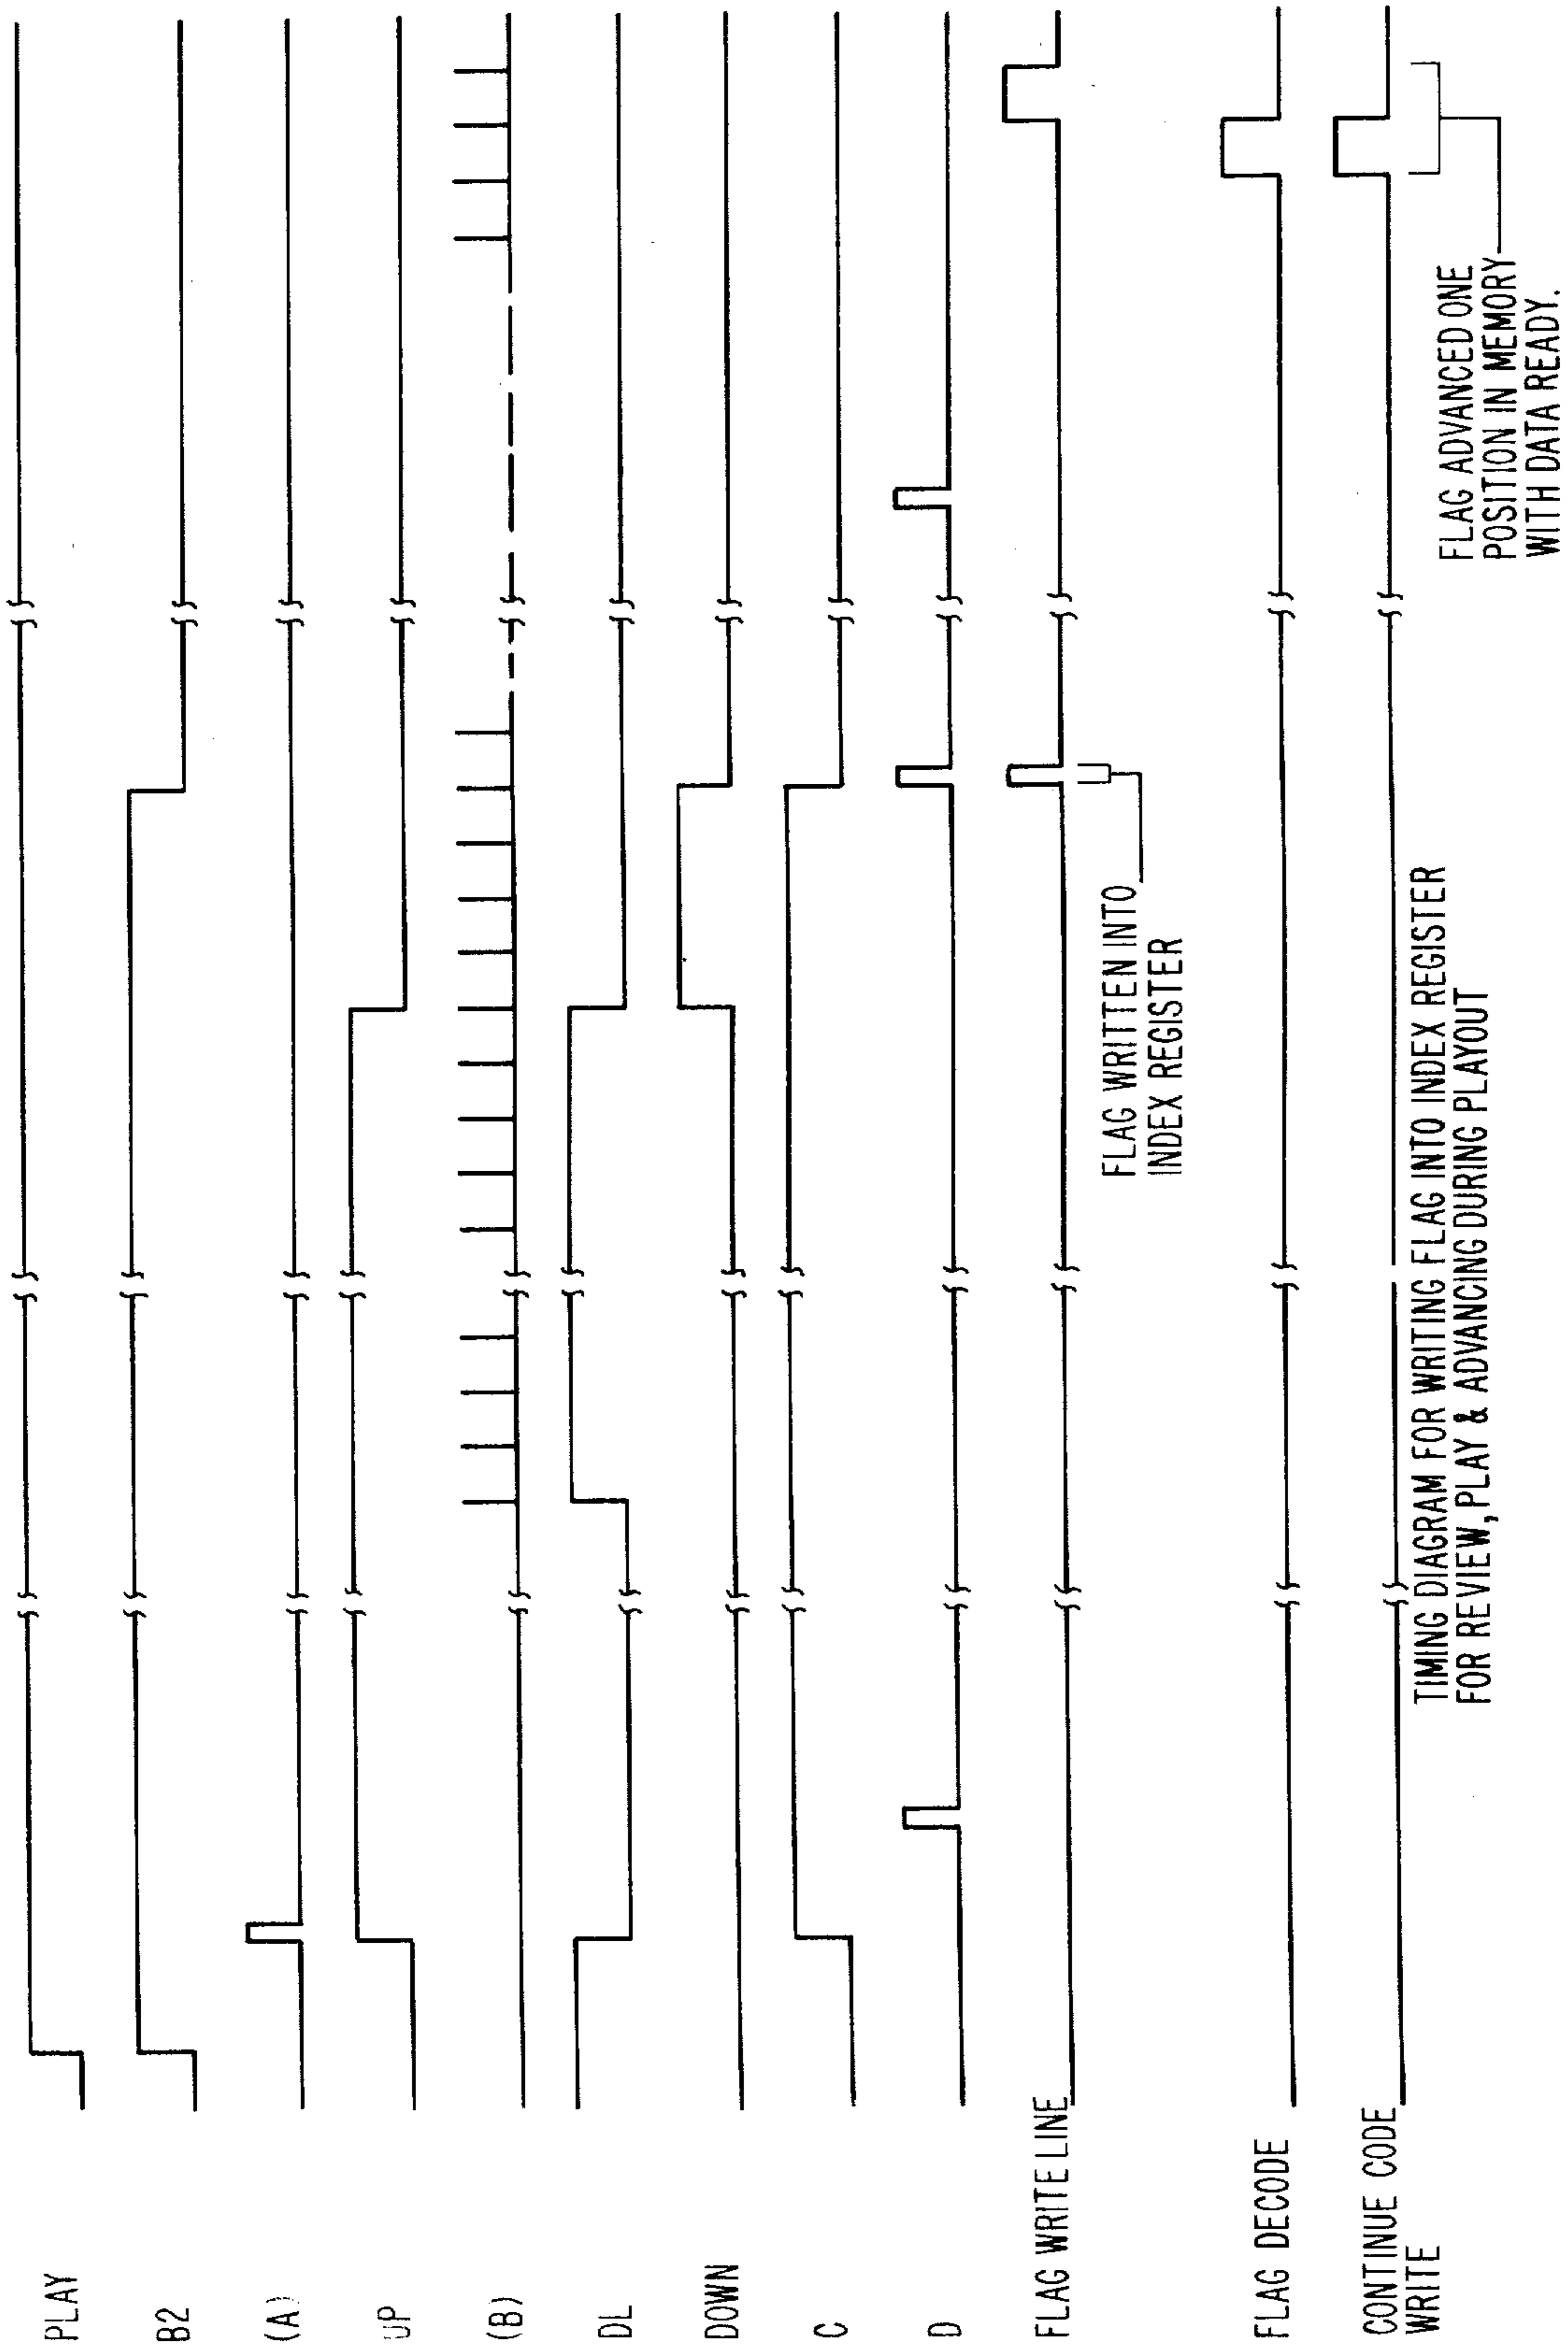 PLAY
B2
(A)
UP
(B)
DL
DOWN
C
D
FLAG WRITE LINE
FLAG WRITTEN INTO
INDEX REGISTER
FLAG DECODE
CONTINUE CODE
WRITE
TIMING DIAGRAM FOR WRITING FLAG INTO INDEX REGISTER
FOR REVIEW, PLAY & ADVANCING DURING PLAYOUT
FLAG ADVANCED ONE
POSITION IN MEMORY
WITH DATA READY.